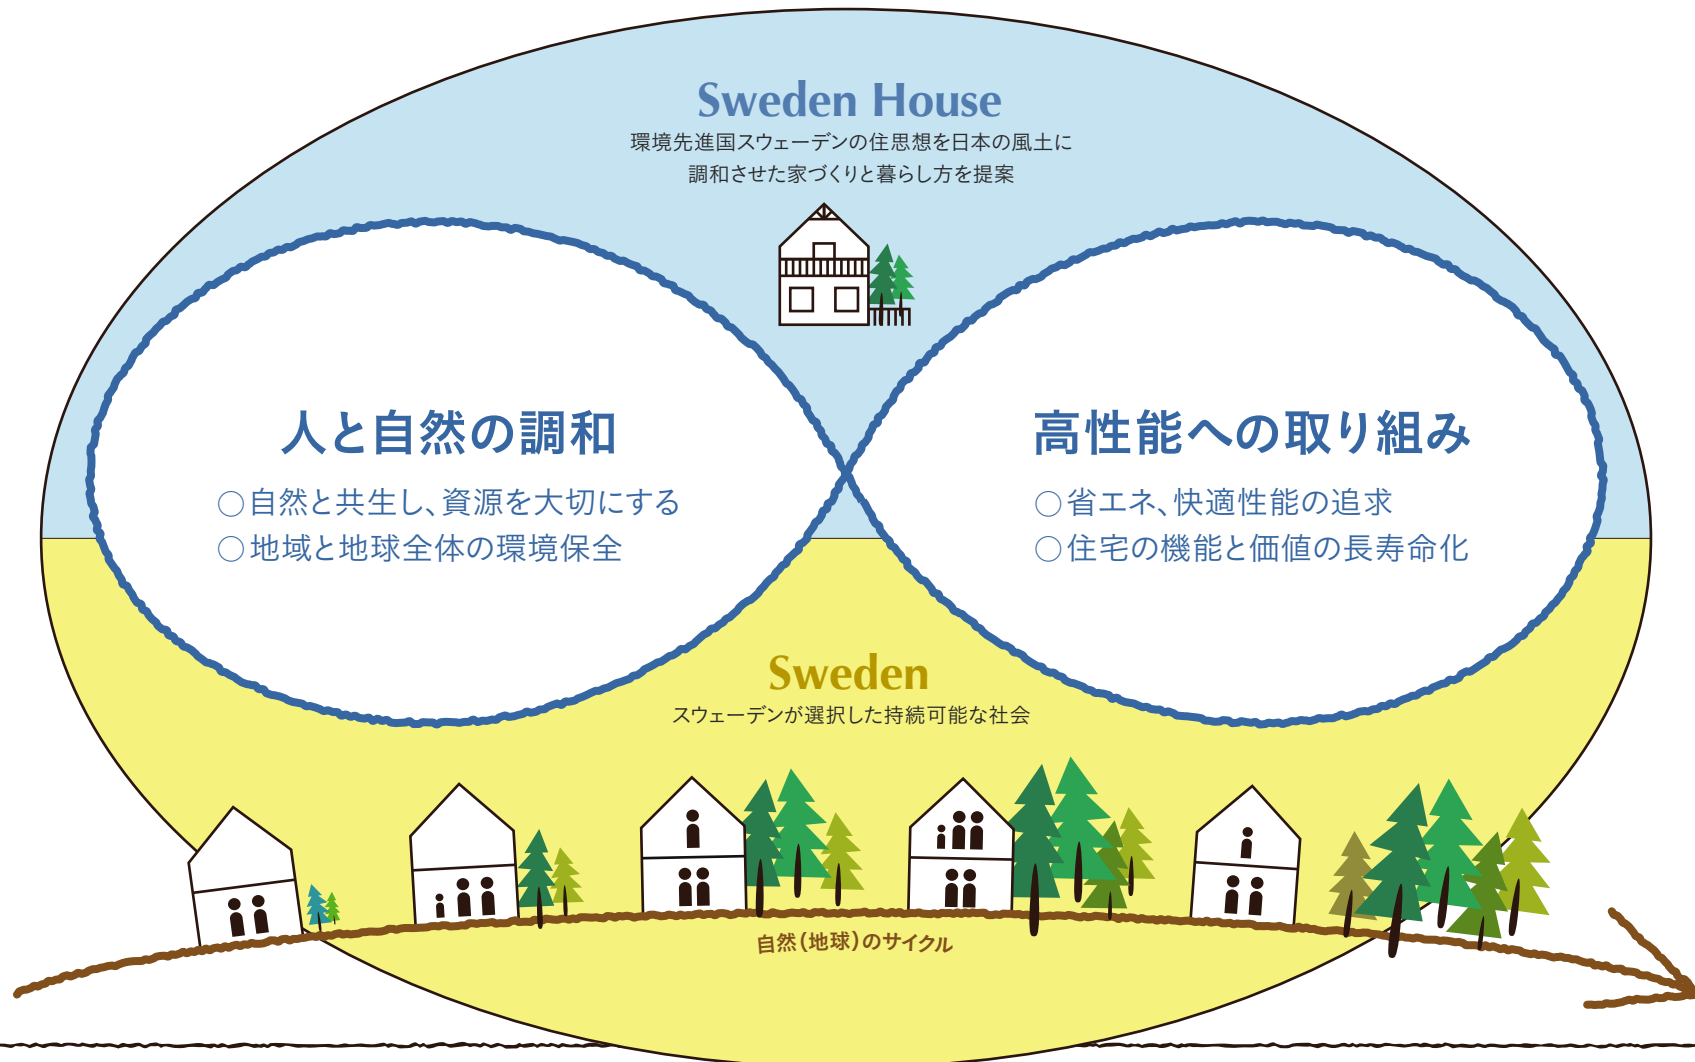 Sweden House
環境先進国スウェーデンの住思想を日本の風土に
調和させた家づくりと暮らし方を提案
人と自然の調和
○自然と共生し、資源を大切にする
○地域と地球全体の環境保全
高性能への取り組み
○省エネ、快適性能の追求
○住宅の機能と価値の長寿命化
Sweden
スウェーデンが選択した持続可能な社会
自然(地球)のサイクル